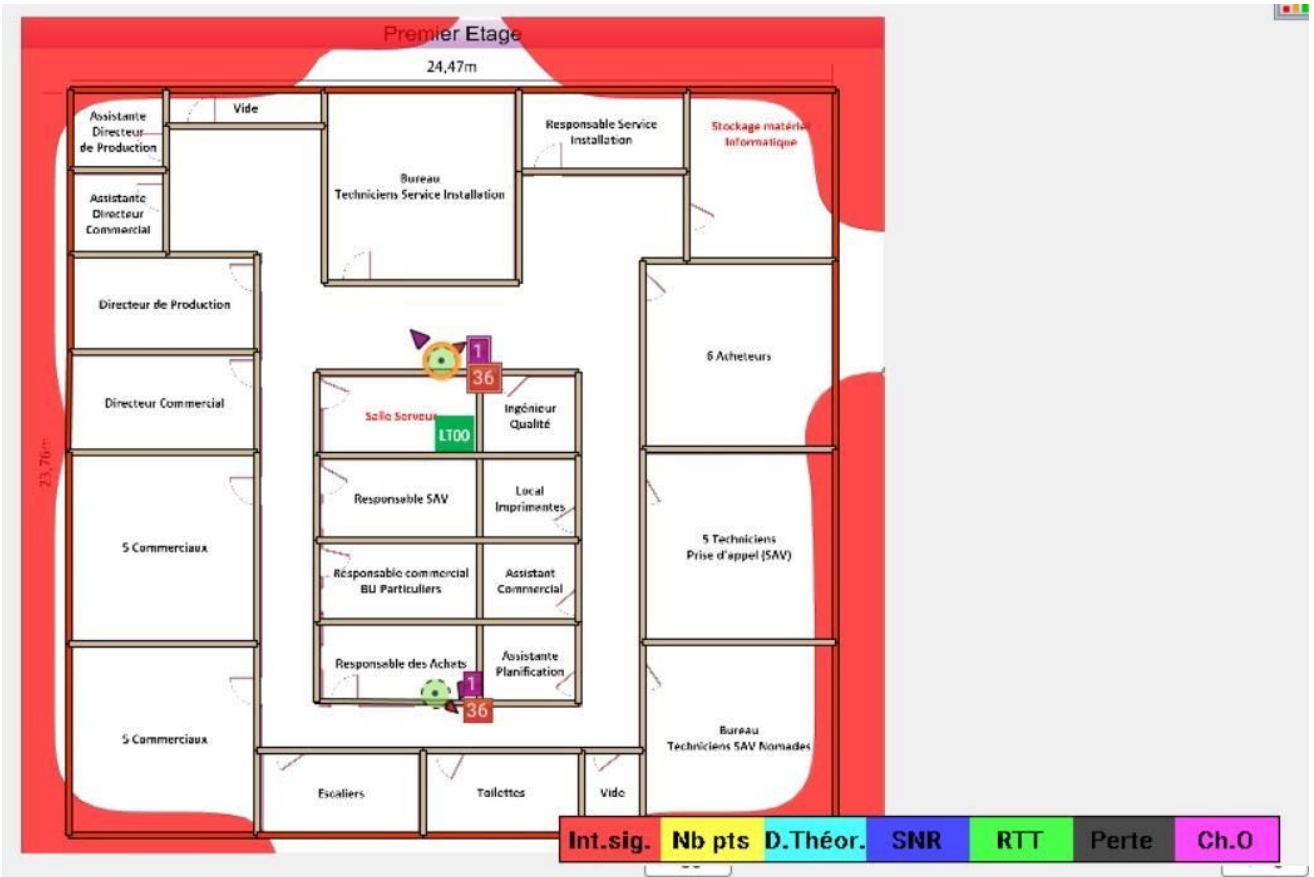 Premier Etage
24,47m
Assistante
Directeur
de Production
Vide
Bureau
Techniciens Service Installation
Responsable Service
Installation
Stockage matériel
Informatique
Assistante
Directeur
Commercial
Directeur de Production
6 Acheteurs
1
36
Directeur Commercial
Salle Serveur
LT00
Ingénieur
Qualité
23,76m
Responsable SAV
Local
Imprimantes
5 Commerciaux
5 Techniciens
Prise d'appel (SAV)
Responsable commercial
BU Particuliers
Assistant
Commercial
Responsable des Achats
Assistante
Planification
1
36
5 Commerciaux
Bureau
Techniciens SAV Nomades
Escaliers
Toilettes
Vide
Int.sig. Nb pts D.Théor. SNR RTT Perte Ch.O